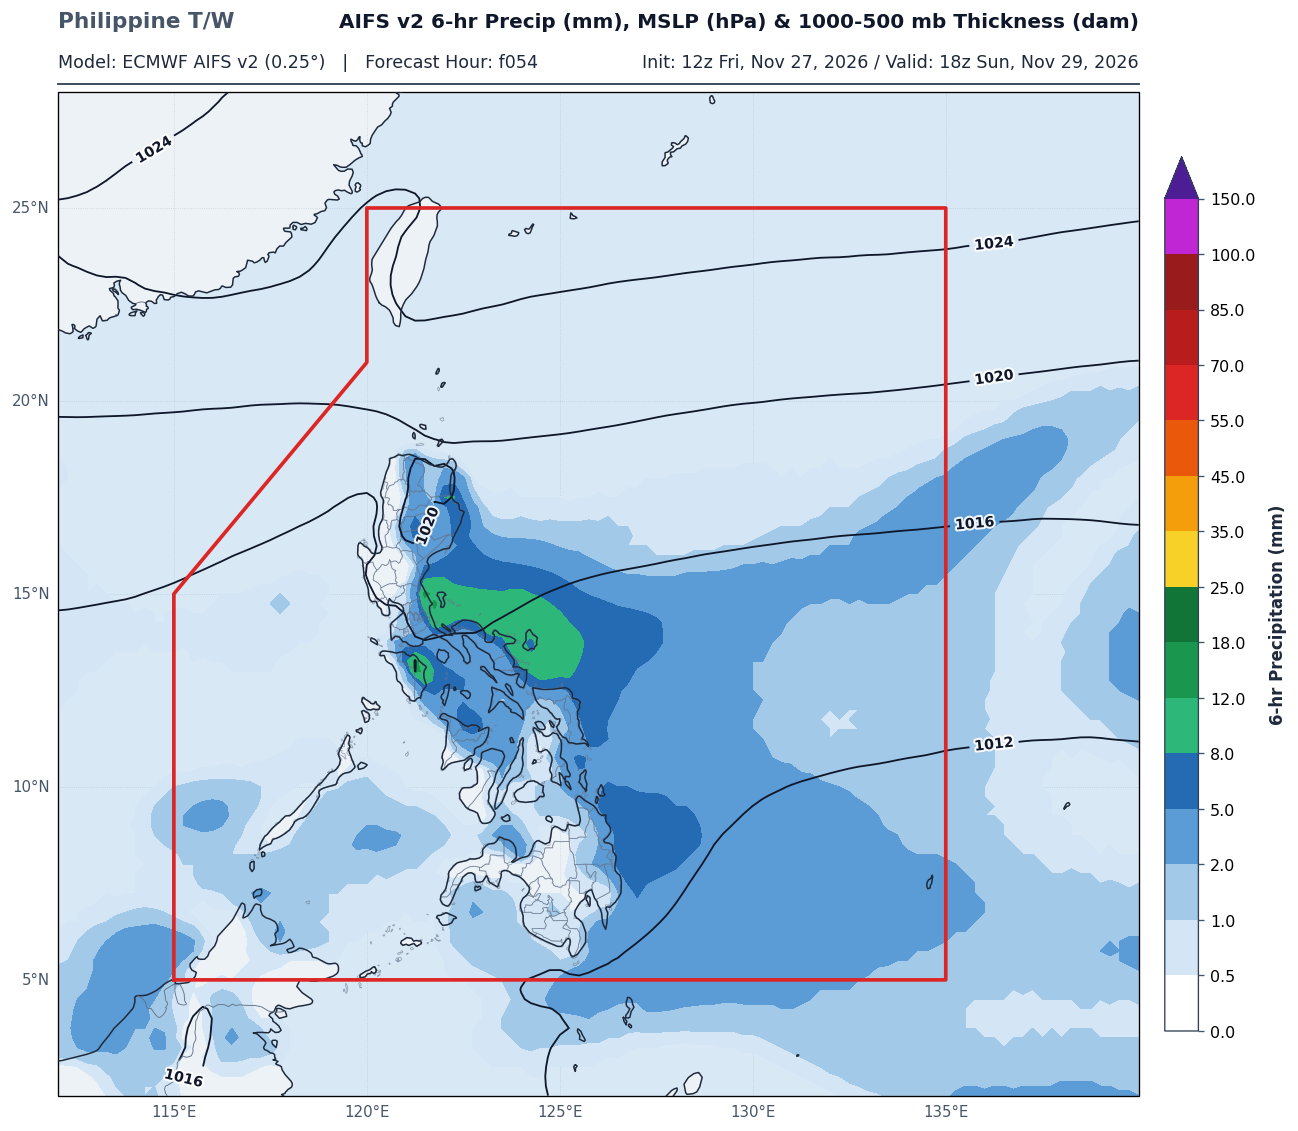 Philippine T/W
AIFS v2 6-hr Precip (mm), MSLP (hPa) & 1000-500 mb Thickness (dam)
Model: ECMWF AIFS v2 (0.25°) | Forecast Hour: f054
Init: 12z Fri, Nov 27, 2026 / Valid: 18z Sun, Nov 29, 2026
1024
25°N
1024
1020
20°N
1020
1016
15°N
1012
10°N
5°N
1016
115°E
120°E
125°E
130°E
135°E
150.0
100.0
85.0
70.0
55.0
45.0
35.0
25.0
18.0
12.0
8.0
5.0
2.0
1.0
0.5
0.0
6-hr Precipitation (mm)